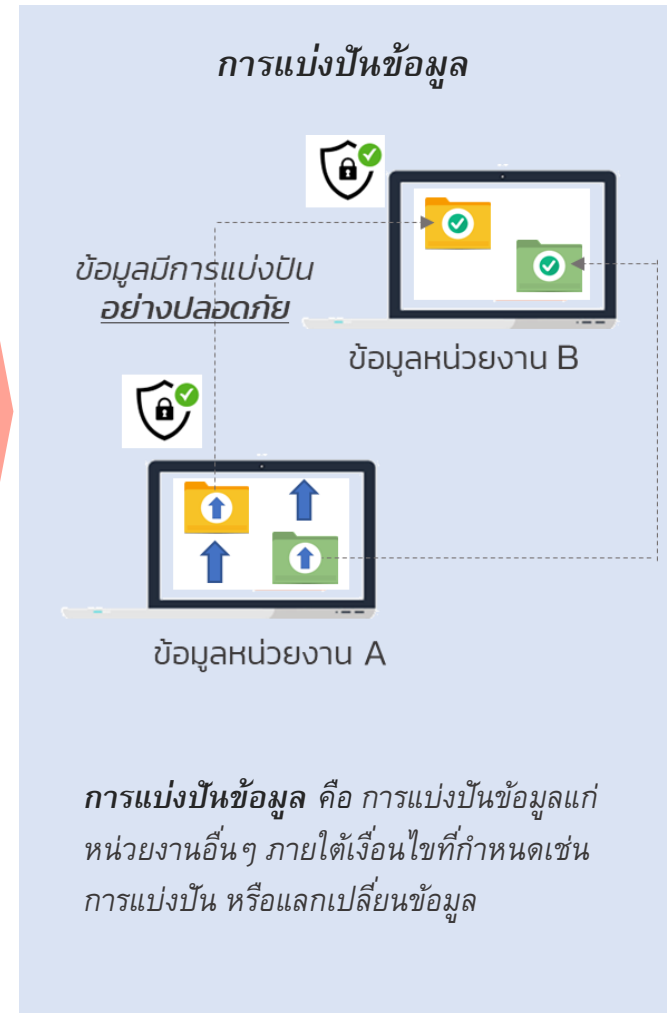 การแบ่งปันข้อมูล
ข้อมูลมีการแบ่งปัน
อย่างปลอดภัย
ข้อมูลหน่วยงาน B
ข้อมูลหน่วยงาน A
การแบ่งปันข้อมูล คือ การแบ่งปันข้อมูลแก่
หน่วยงานอื่นๆ ภายใต้เงื่อนไขที่กำหนดเช่น
การแบ่งปัน หรือแลกเปลี่ยนข้อมูล